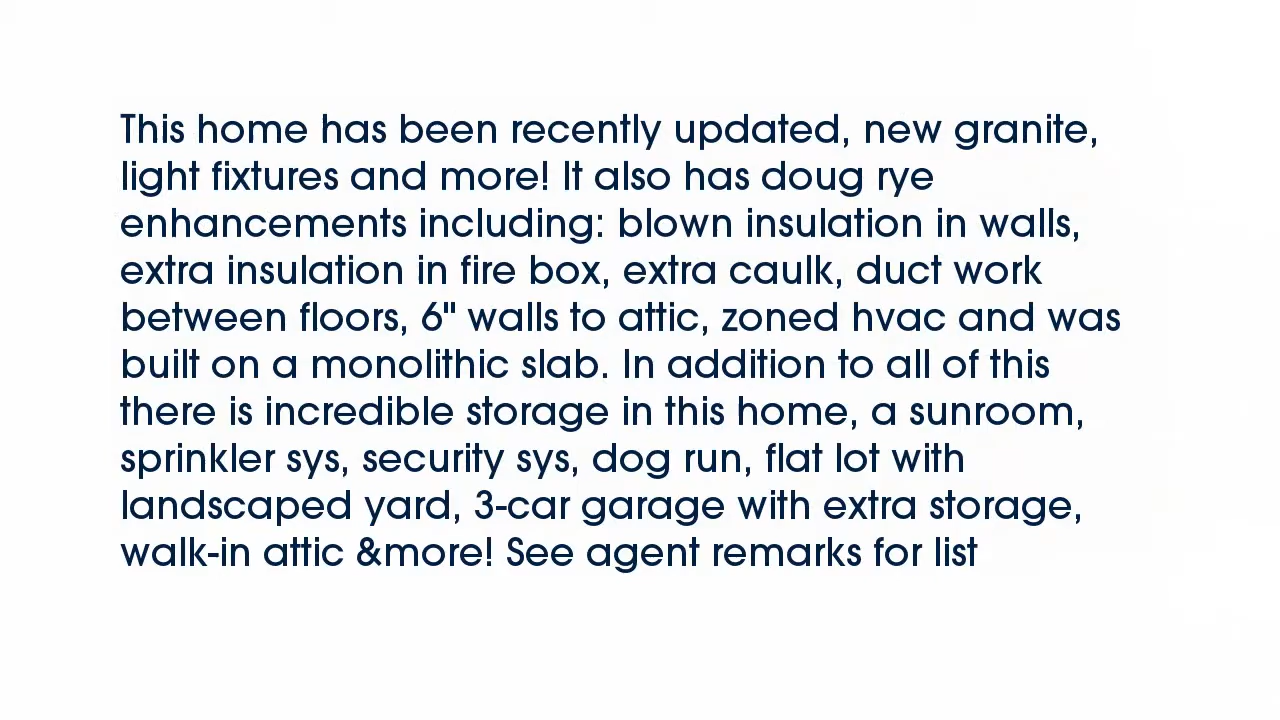 This home has been recently updated, new granite,
light fixtures and more! It also has doug rye
enhancements including: blown insulation in walls,
extra insulation in fire box, extra caulk, duct work
between floors, 6" walls to attic, zoned hvac and was
built on a monolithic slab. In addition to all of this
there is incredible storage in this home, a sunroom,
sprinkler sys, security sys, dog run, flat lot with
landscaped yard, 3-car garage with extra storage,
walk-in attic &more! See agent remarks for list